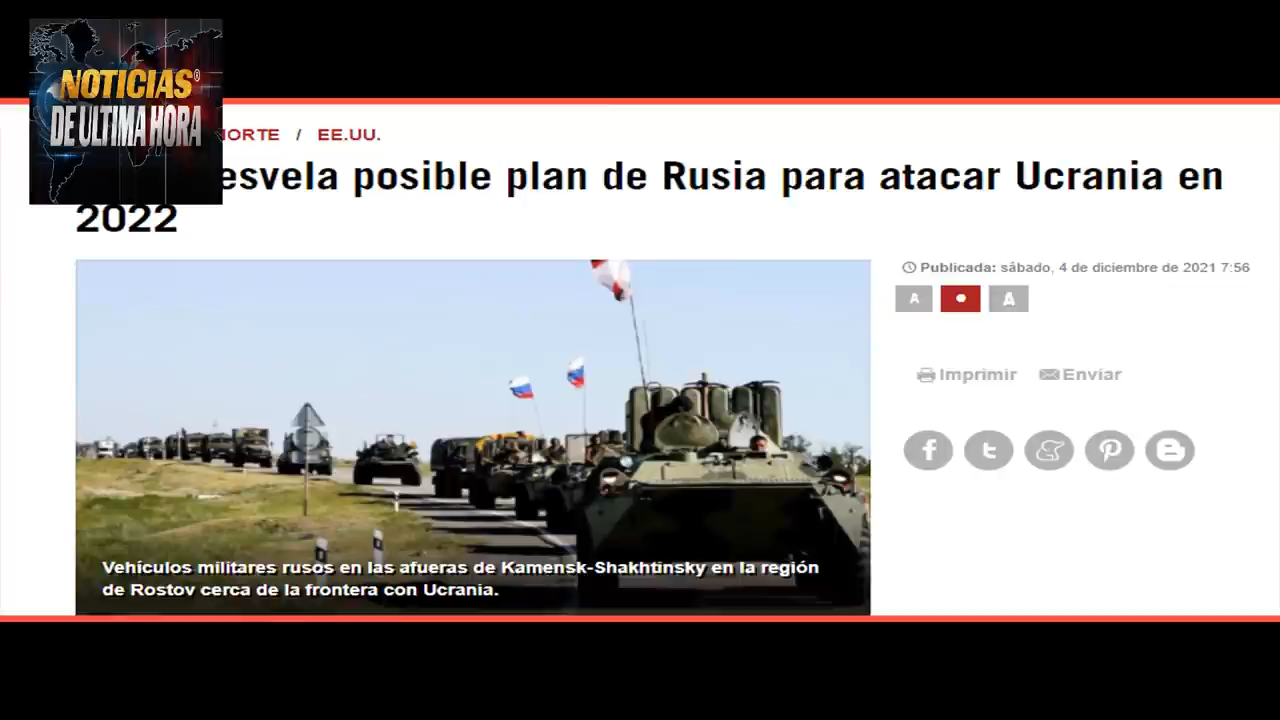 NOTICIAS
DE ULTIMA HORA
/ EE.UU.
posible plan de Rusia para atacar Ucrania en
2022
Publicada: sábado, 4 de diciembre de 2021 7:56
A A
Imprimir Enviar
Vehículos militares rusos en las afueras de Kamensk-Shakhtinsky en la región
de Rostov cerca de la frontera con Ucrania.